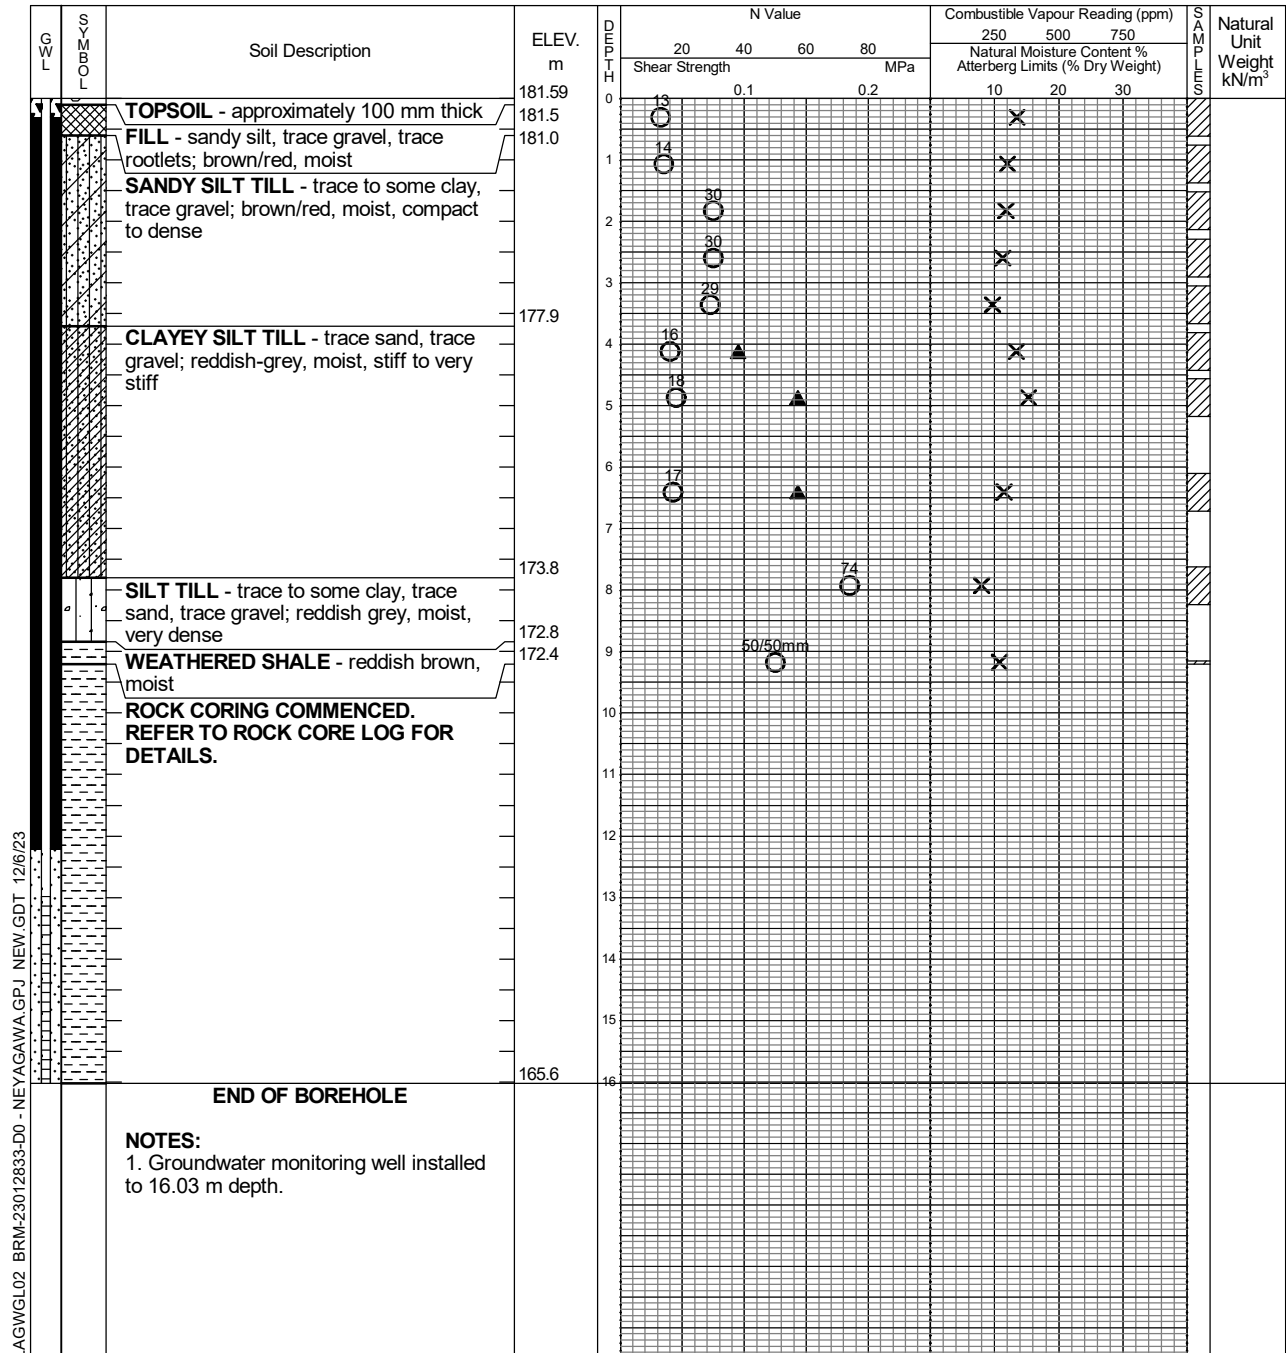 GWL
SYMBOL
Soil Description
ELEV.
m
DEPTH
N Value
20 40 60 80
Shear Strength MPa
0.1 0.2
Combustible Vapour Reading (ppm)
250 500 750
Natural Moisture Content %
Atterberg Limits (% Dry Weight)
10 20 30
SAMPLES
Natural
Unit
Weight
kN/m³
181.59
0
TOPSOIL - approximately 100 mm thick
181.5
13
FILL - sandy silt, trace gravel, trace
rootlets; brown/red, moist
181.0
14
1
SANDY SILT TILL - trace to some clay,
trace gravel; brown/red, moist, compact
to dense
30
2
30
3
29
177.9
CLAYEY SILT TILL - trace sand, trace
gravel; reddish-grey, moist, stiff to very
stiff
16
4
18
5
6
17
7
173.8
74
SILT TILL - trace to some clay, trace
sand, trace gravel; reddish grey, moist,
very dense
8
172.8
50/50mm
9
172.4
WEATHERED SHALE - reddish brown,
moist
ROCK CORING COMMENCED.
REFER TO ROCK CORE LOG FOR
DETAILS.
10
11
12
13
14
15
165.6
16
END OF BOREHOLE
NOTES:
1. Groundwater monitoring well installed
to 16.03 m depth.
AGWGL02 BRM-23012833-D0 - NEYAGAWA.GPJ NEW.GDT 12/6/23